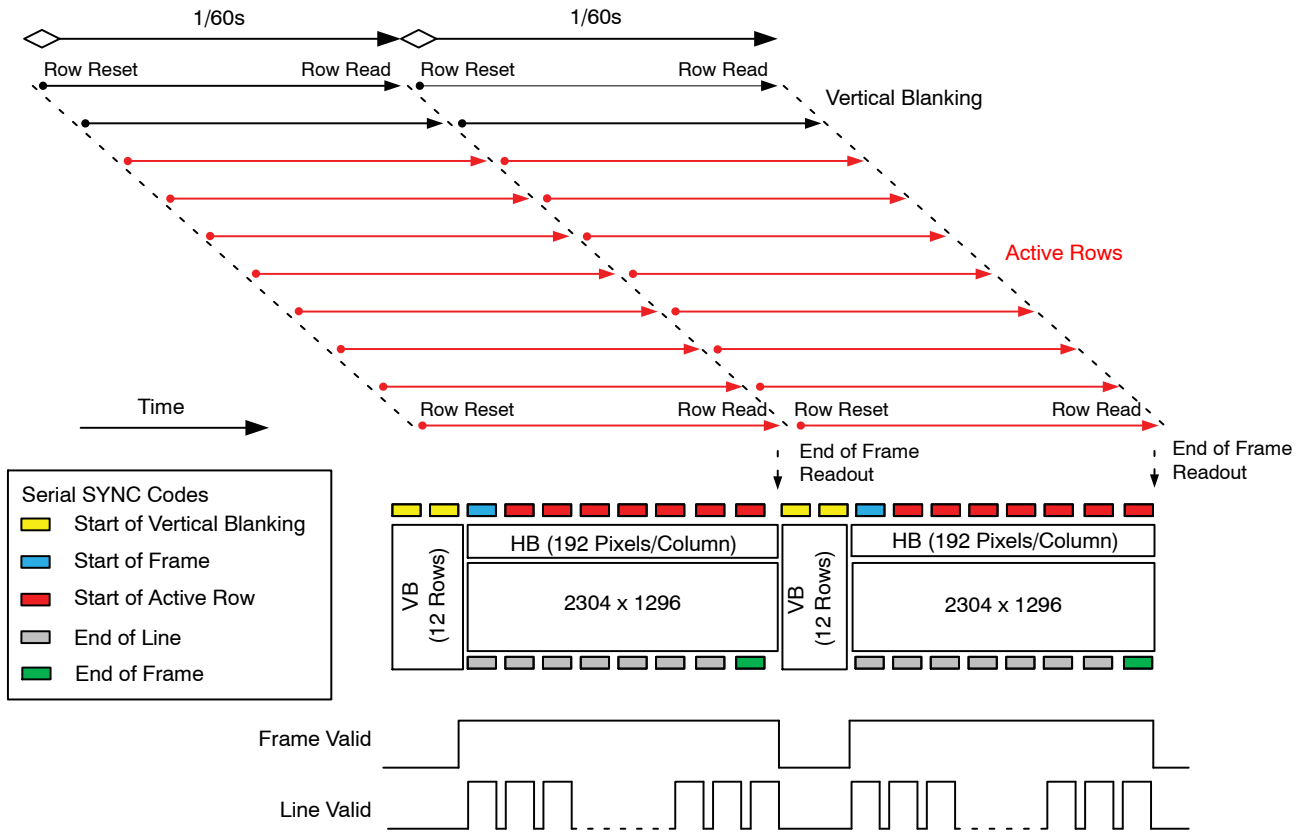 1/60s
1/60s
Row Reset
Row Read
Row Reset
Row Read
Vertical Blanking
Active Rows
Time
Row Reset
Row Read
Row Reset
Row Read
End of Frame
Readout
End of Frame
Readout
Serial SYNC Codes
Start of Vertical Blanking
Start of Frame
Start of Active Row
End of Line
End of Frame
VB
(12 Rows)
HB (192 Pixels/Column)
2304 x 1296
VB
(12 Rows)
HB (192 Pixels/Column)
2304 x 1296
Frame Valid
Line Valid